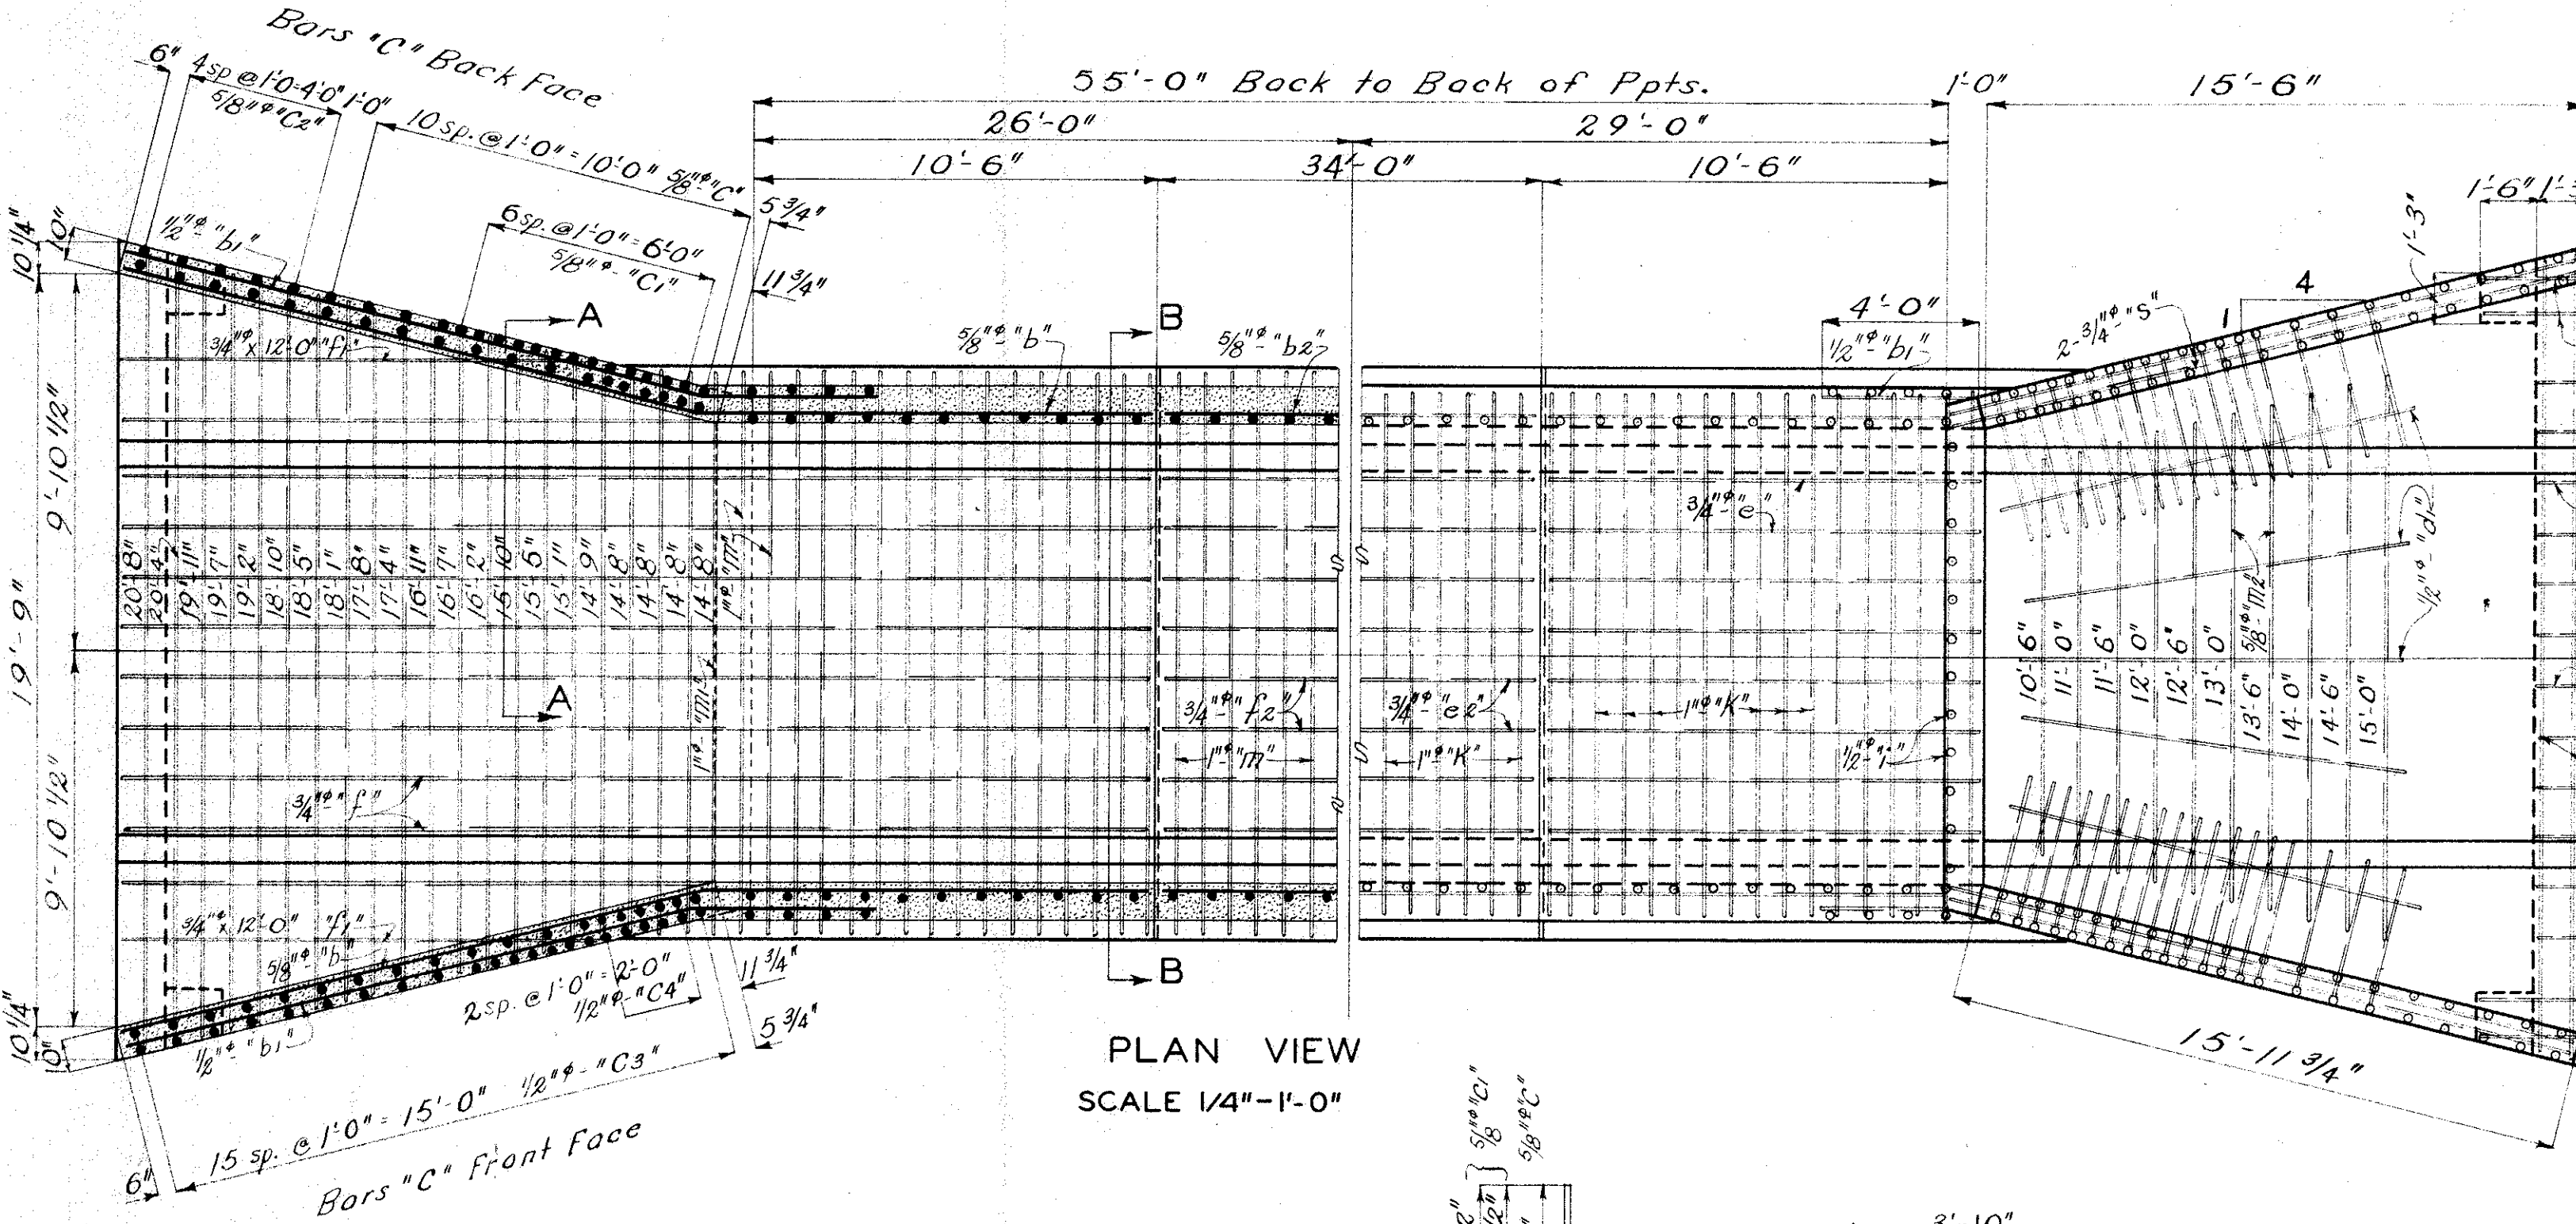 Bars "C" Back Face
6" 4 sp @ 1'-0=4'-0" 1'-0"
5/8"φ "C2"
10 sp. @ 1'-0" = 10'-0" 5/8"φ-"C"
55'-0" Back to Back of Ppts.
1'-0"
15'-6"
26'-0"
29'-0"
10'-6"
34'-0"
10'-6"
5 3/4"
6 sp. @ 1'-0" = 6'-0"
5/8"φ-"C1"
11 3/4"
1'-6"
1'-3"
10 1/4"
10"
1/2"φ-"b1"
3/4"φ x 12'-0" "f1"
A
B
5/8"φ-"b"
5/8"φ-"b2"
4'-0"
1/2"φ-"b1"
2-3/4"φ-"S"
1
4
9'-10 1/2"
19'-9"
9'-10 1/2"
20'-8"
20'-4"
19'-11"
19'-7"
19'-2"
18'-10"
18'-5"
18'-1"
17'-8"
17'-4"
16'-11"
16'-7"
16'-2"
15'-10"
15'-5"
15'-1"
14'-9"
14'-8"
14'-8"
14'-8"
14'-8"
1"φ-"m"
1"φ-"m1"
3/4"φ-"e"
1/2"φ-"d1"
5/8"φ-"m2"
10'-6"
11'-0"
11'-6"
12'-0"
12'-6"
13'-0"
13'-6"
14'-0"
14'-6"
15'-0"
A
3/4"φ-"f2"
3/4"φ-"e2"
1"φ-"K"
1"φ-"m"
1"φ-"K"
1/2"φ-"i"
3/4"φ-"f"
3/4"φ x 12'-0" "f1"
5/8"φ-"b"
1/2"φ-"b1"
10 1/4"
2 sp. @ 1'-0" = 2'-0"
1/2"φ-"C4"
11 3/4"
5 3/4"
B
15 sp. @ 1'-0" = 15'-0" 1/2"φ-"C3"
6"
Bars "C" Front Face
15'-11 3/4"
PLAN VIEW
SCALE 1/4"-1'-0"
5/8"φ"C1"
5/8"φ"C"
3'-10"